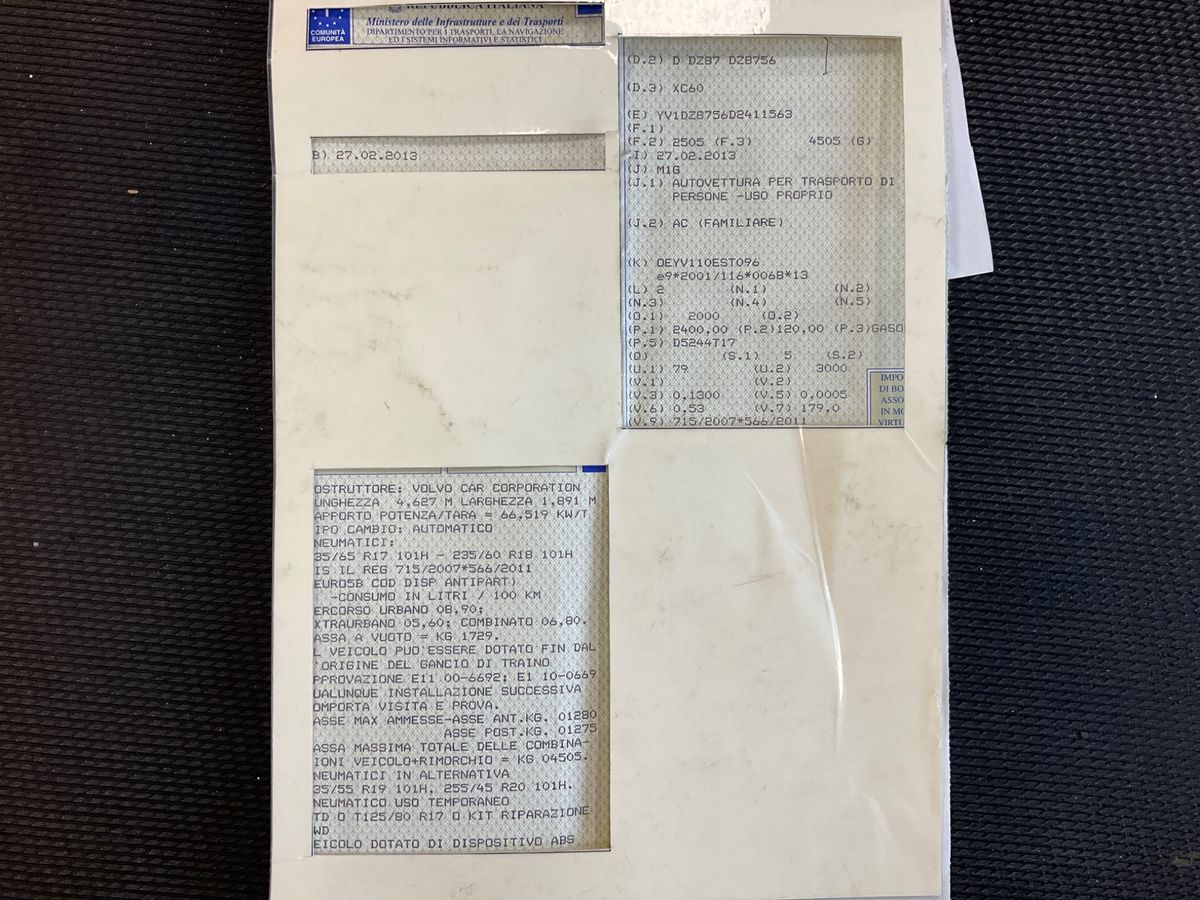 REPUBBLICA ITALIANA
COMUNITÀ EUROPEA
Ministero delle Infrastrutture e dei Trasporti
DIPARTIMENTO PER I TRASPORTI, LA NAVIGAZIONE
ED I SISTEMI INFORMATIVI E STATISTICI
B) 27.02.2013
(D.2) D DZ87 DZ8756
(D.3) XC60
(E) YV1DZ8756D2411563
(F.1)
(F.2) 2505 (F.3) 4505 (G)
I) 27.02.2013
(J) M1G
(J.1) AUTOVETTURA PER TRASPORTO DI
PERSONE -USO PROPRIO
(J.2) AC (FAMILIARE)
(K) OEYV110EST096
e9*2001/116*0068*13
(L) 2 (N.1) (N.2)
(N.3) (N.4) (N.5)
(O.1) 2000 (O.2)
(P.1) 2400,00 (P.2)120,00 (P.3)GASO
(P.5) D5244T17
(Q) (S.1) 5 (S.2)
(U.1) 79 (U.2) 3000
(V.1) (V.2)
(V.3) 0,1300 (V.5) 0,0005
(V.6) 0,53 (V.7) 179,0
(V.9) 715/2007*566/2011
IMPO
DI BO
ASSO
IN MO
VIRTI
OSTRUTTORE: VOLVO CAR CORPORATION
UNGHEZZA 4,627 M LARGHEZZA 1,891 M
APPORTO POTENZA/TARA = 66,519 KW/T
IPO CAMBIO: AUTOMATICO
NEUMATICI:
35/65 R17 101H - 235/60 R18 101H
IS IL REG 715/2007*566/2011
EURO5B COD DISP ANTIPART)
-CONSUMO IN LITRI / 100 KM
ERCORSO URBANO 08,90;
XTRAURBANO 05,60; COMBINATO 06,80.
ASSA A VUOTO = KG 1729.
L VEICOLO PUO'ESSERE DOTATO FIN DAL
'ORIGINE DEL GANCIO DI TRAINO
PPROVAZIONE E11 00-6692; E1 10-0669
UALUNQUE INSTALLAZIONE SUCCESSIVA
OMPORTA VISITA E PROVA.
ASSE MAX AMMESSE-ASSE ANT.KG. 01280
ASSE POST.KG. 01275
ASSA MASSIMA TOTALE DELLE COMBINA-
IONI VEICOLO+RIMORCHIO = KG 04505.
NEUMATICI IN ALTERNATIVA
35/55 R19 101H, 255/45 R20 101H.
NEUMATICO USO TEMPORANEO
TD O T125/80 R17 O KIT RIPARAZIONE
WD
EICOLO DOTATO DI DISPOSITIVO ABS